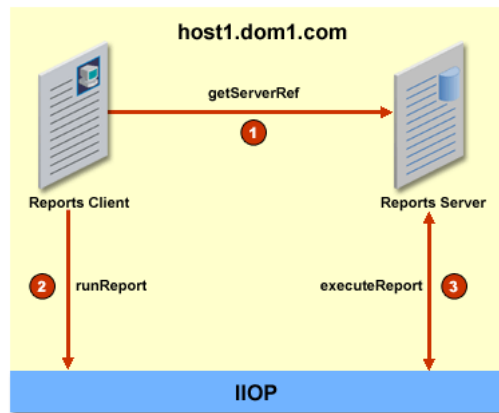 host1.dom1.com
getServerRef
1
Reports Client
Reports Server
2
runReport
executeReport
3
IIOP